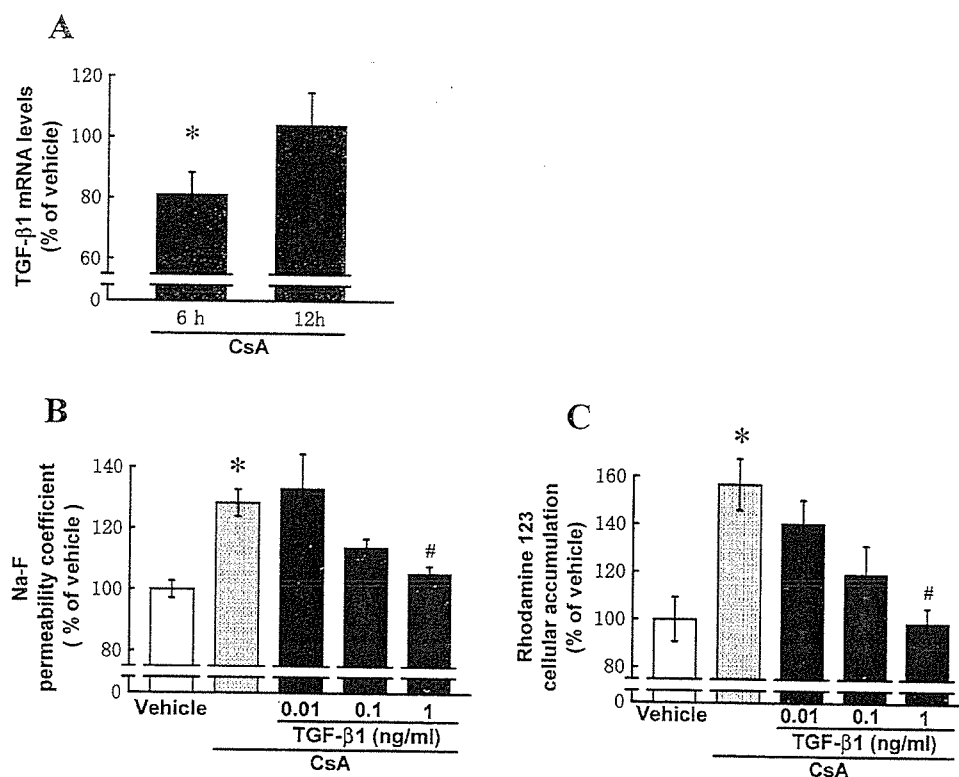 A
TGF-β1 mRNA levels
(% of vehicle)
120
100
80
60
0
*
6 h
12h
CsA
B
Na-F
permeability coefficient
( % of vehicle )
140
120
100
80
0
*
#
Vehicle
0.01
0.1
1
TGF-β1 (ng/ml)
CsA
C
Rhodamine 123
cellular accumulation
(% of vehicle)
160
140
120
100
80
0
*
#
Vehicle
0.01
0.1
1
TGF-β1 (ng/ml)
CsA